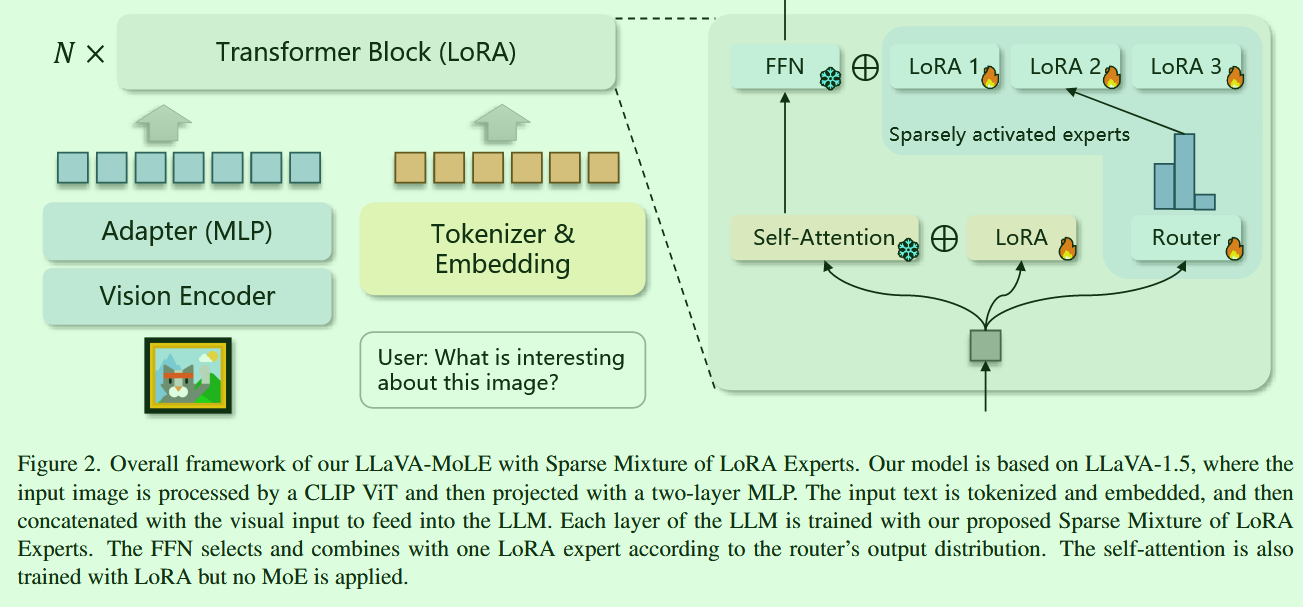 N ×
Transformer Block (LoRA)
Adapter (MLP)
Vision Encoder
Tokenizer &
Embedding
User: What is interesting
about this image?
FFN
LoRA 1
LoRA 2
LoRA 3
Sparsely activated experts
Self-Attention
LoRA
Router
Figure 2. Overall framework of our LLaVA-MoLE with Sparse Mixture of LoRA Experts. Our model is based on LLaVA-1.5, where the
input image is processed by a CLIP ViT and then projected with a two-layer MLP. The input text is tokenized and embedded, and then
concatenated with the visual input to feed into the LLM. Each layer of the LLM is trained with our proposed Sparse Mixture of LoRA
Experts. The FFN selects and combines with one LoRA expert according to the router's output distribution. The self-attention is also
trained with LoRA but no MoE is applied.